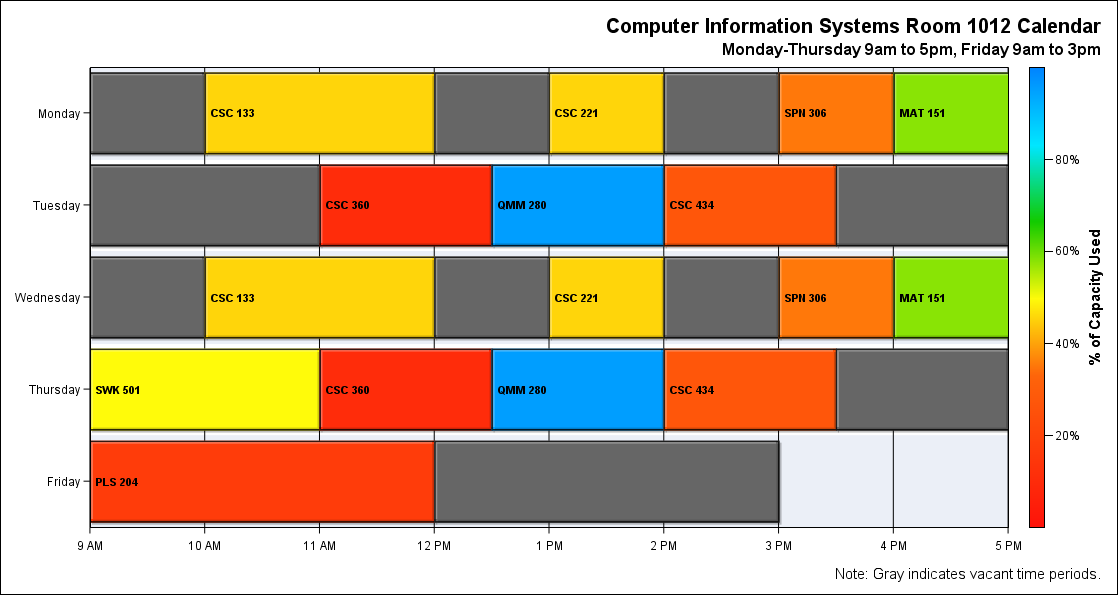 Computer Information Systems Room 1012 Calendar
Monday-Thursday 9am to 5pm, Friday 9am to 3pm
Monday
CSC 133
CSC 221
SPN 306
MAT 151
Tuesday
CSC 360
QMM 280
CSC 434
Wednesday
CSC 133
CSC 221
SPN 306
MAT 151
Thursday
SWK 501
CSC 360
QMM 280
CSC 434
Friday
PLS 204
80%
60%
40%
20%
% of Capacity Used
9 AM 10 AM 11 AM 12 PM 1 PM 2 PM 3 PM 4 PM 5 PM
Note: Gray indicates vacant time periods.